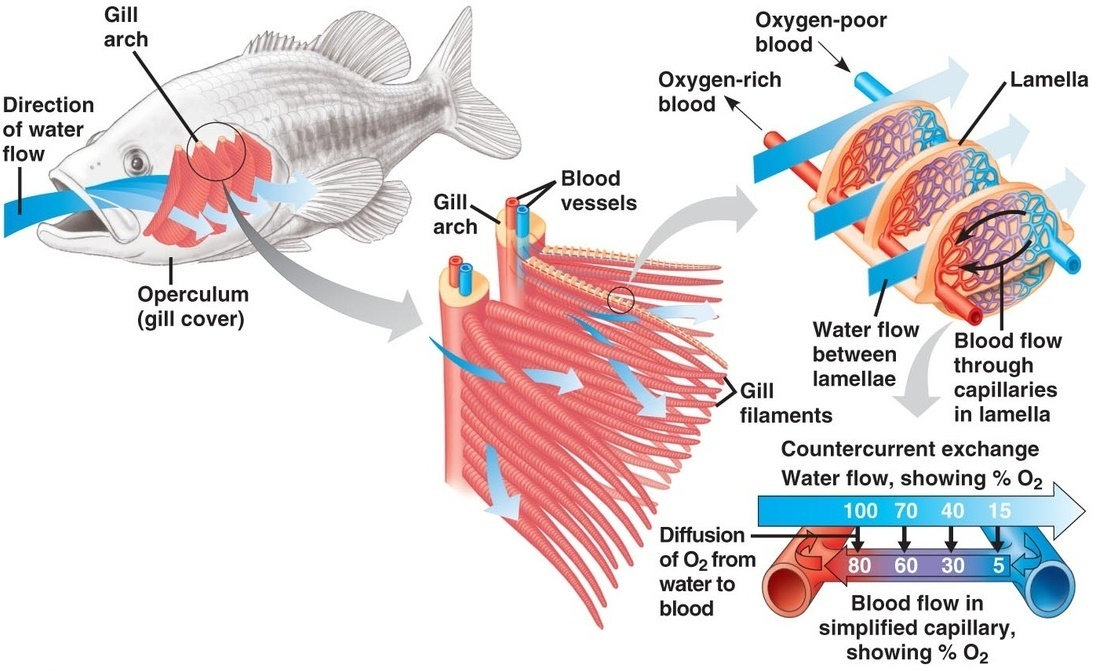 Gill
arch
Direction
of water
flow
Operculum
(gill cover)
Gill
arch
Blood
vessels
Gill
filaments
Oxygen-poor
blood
Oxygen-rich
blood
Lamella
Water flow
between
lamellae
Blood flow
through
capillaries
in lamella
Countercurrent exchange
Water flow, showing % O₂
100 70 40 15
Diffusion
of O₂ from
water to
blood
80 60 30 5
Blood flow in
simplified capillary,
showing % O₂